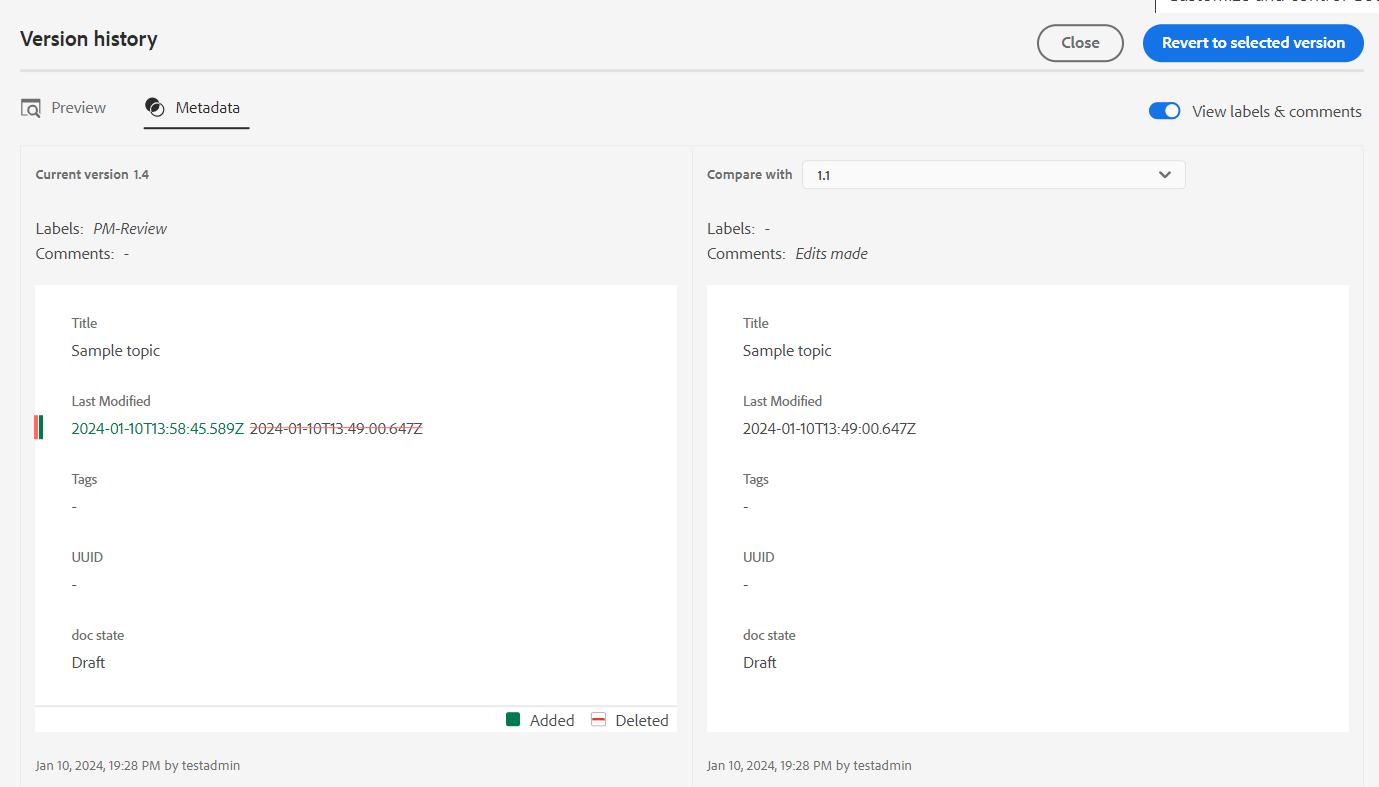 Version history
Close
Revert to selected version
Preview
Metadata
View labels & comments
Current version 1.4
Labels: PM-Review
Comments: -
Title
Sample topic
Last Modified
2024-01-10T13:58:45.589Z 2024-01-10T13:49:00.647Z
Tags
-
UUID
-
doc state
Draft
Added
Deleted
Jan 10, 2024, 19:28 PM by testadmin
Compare with
1.1
Labels: -
Comments: Edits made
Title
Sample topic
Last Modified
2024-01-10T13:49:00.647Z
Tags
-
UUID
-
doc state
Draft
Jan 10, 2024, 19:28 PM by testadmin